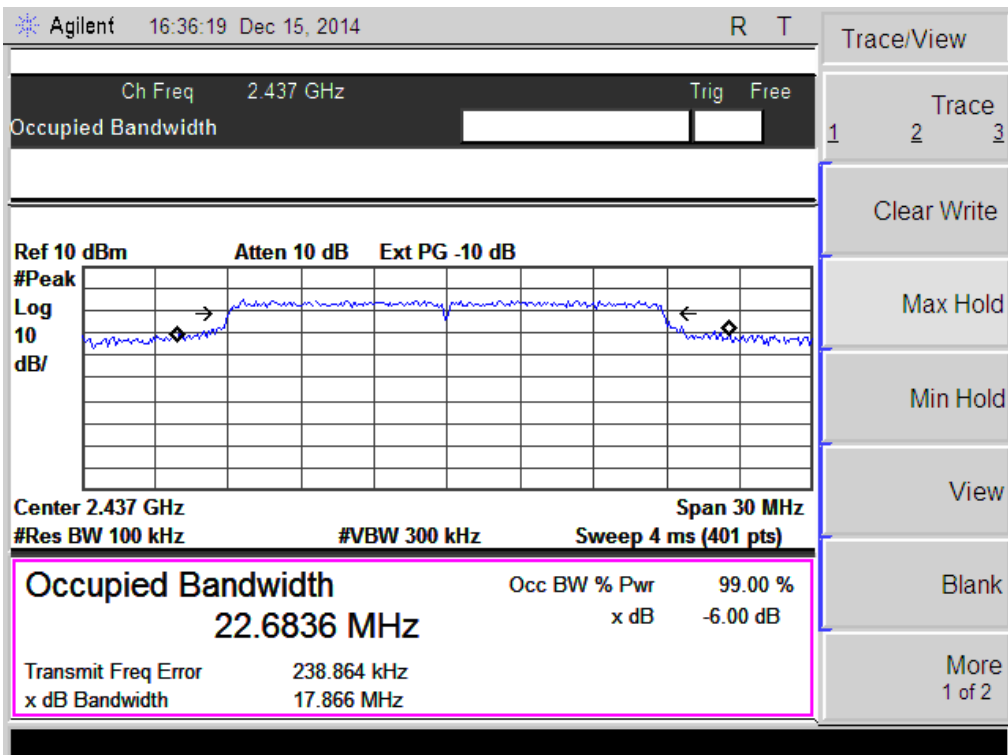 Agilent 16:36:19 Dec 15, 2014 R T
Trace/View
Ch Freq 2.437 GHz Trig Free
Occupied Bandwidth
Trace
1 2 3
Clear Write
Max Hold
Min Hold
View
Blank
More
1 of 2
Ref 10 dBm Atten 10 dB Ext PG -10 dB
#Peak
Log
10
dB/
Center 2.437 GHz Span 30 MHz
#Res BW 100 kHz #VBW 300 kHz Sweep 4 ms (401 pts)
Occupied Bandwidth Occ BW % Pwr 99.00 %
22.6836 MHz x dB -6.00 dB
Transmit Freq Error 238.864 kHz
x dB Bandwidth 17.866 MHz